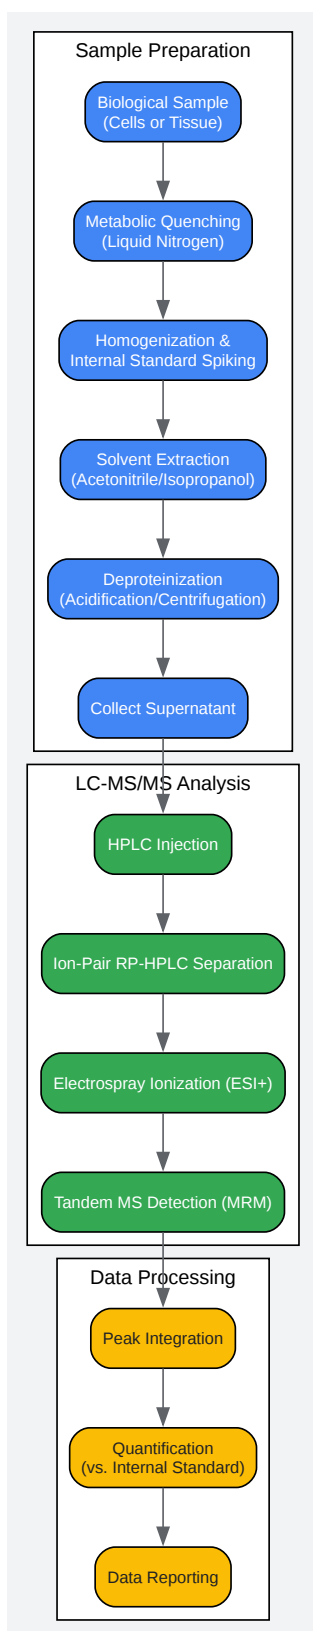 Sample Preparation
Biological Sample
(Cells or Tissue)
Metabolic Quenching
(Liquid Nitrogen)
Homogenization &
Internal Standard Spiking
Solvent Extraction
(Acetonitrile/Isopropanol)
Deproteinization
(Acidification/Centrifugation)
Collect Supernatant
LC-MS/MS Analysis
HPLC Injection
Ion-Pair RP-HPLC Separation
Electrospray Ionization (ESI+)
Tandem MS Detection (MRM)
Data Processing
Peak Integration
Quantification
(vs. Internal Standard)
Data Reporting